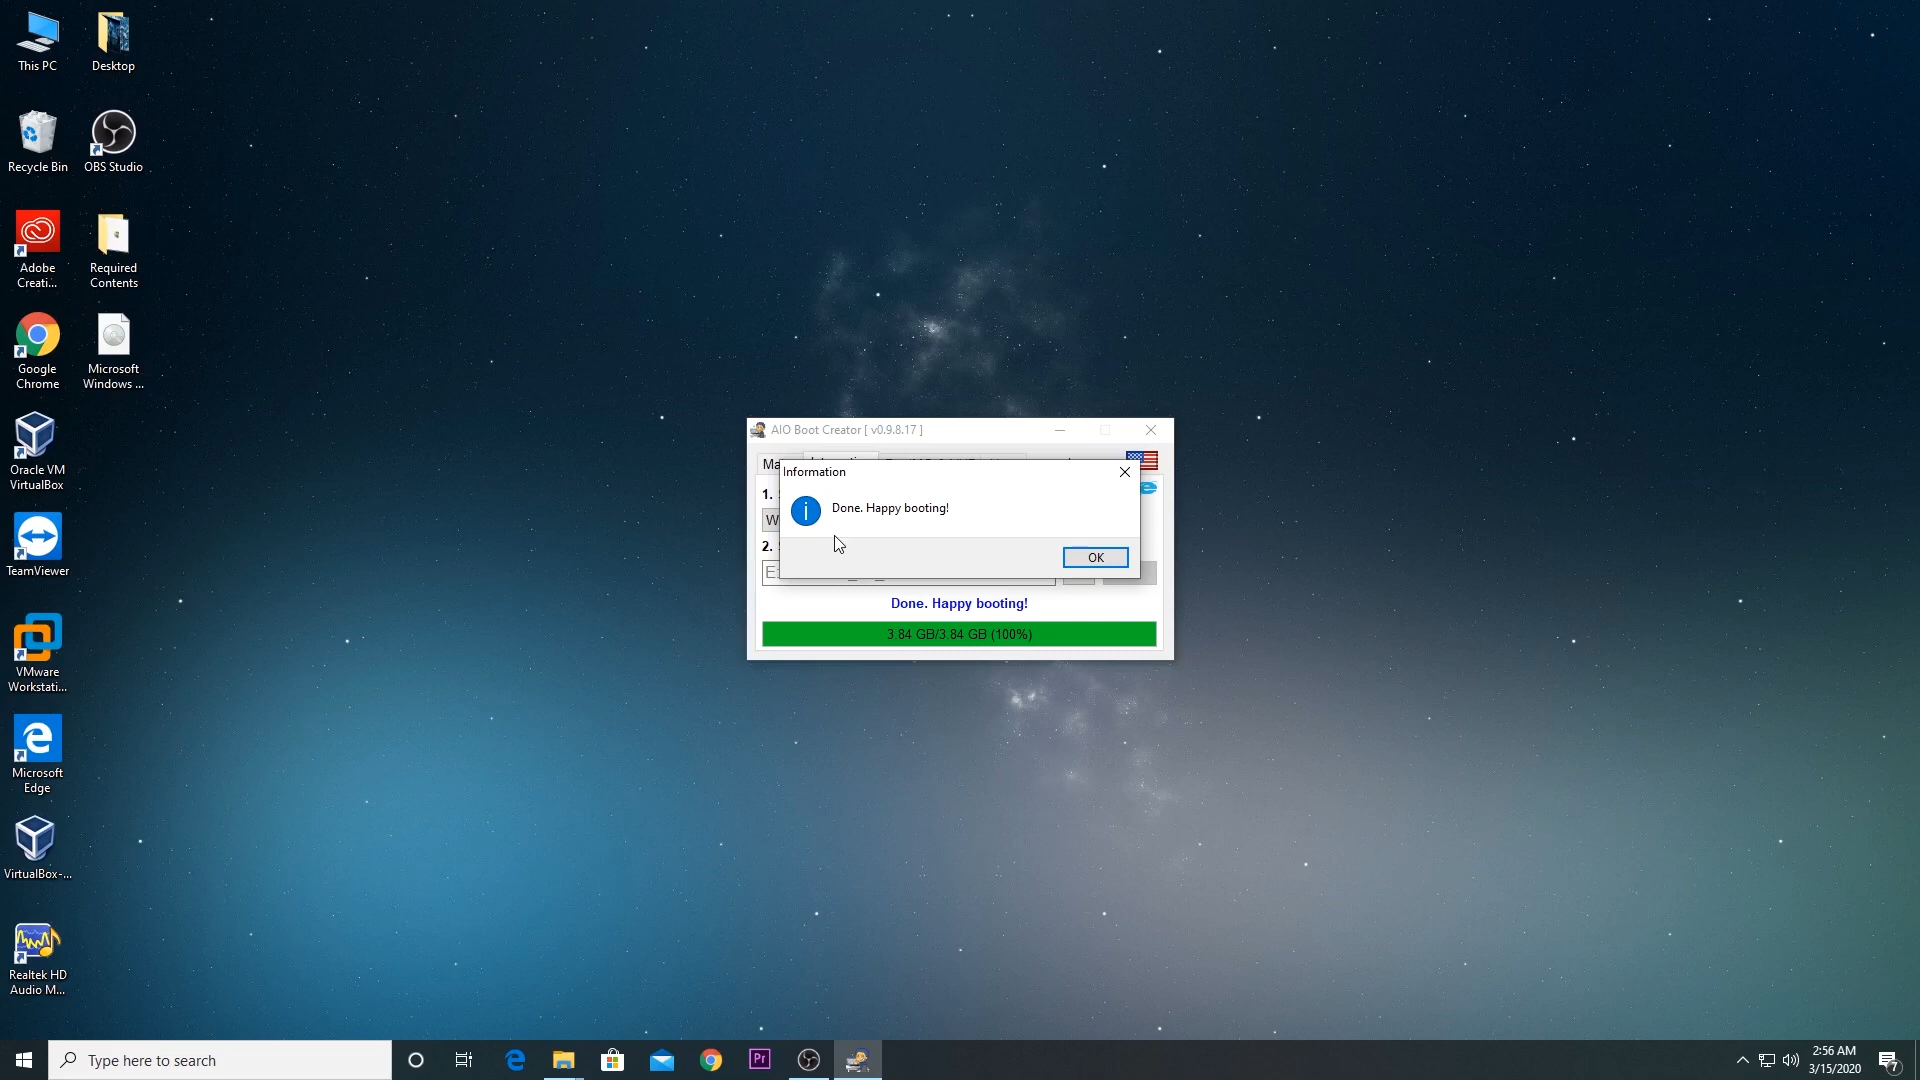 This PC
Desktop
Recycle Bin
OBS Studio
Adobe
Creati...
Required
Contents
Google
Chrome
Microsoft
Windows ...
Oracle VM
VirtualBox
TeamViewer
VMware
Workstati...
Microsoft
Edge
VirtualBox-...
Realtek HD
Audio M...
AIO Boot Creator [ v0.9.8.17 ]
Information
1.
Done. Happy booting!
2.
OK
Done. Happy booting!
3.84 GB/3.84 GB (100%)
Type here to search
Pr
2:56 AM
3/15/2020
7